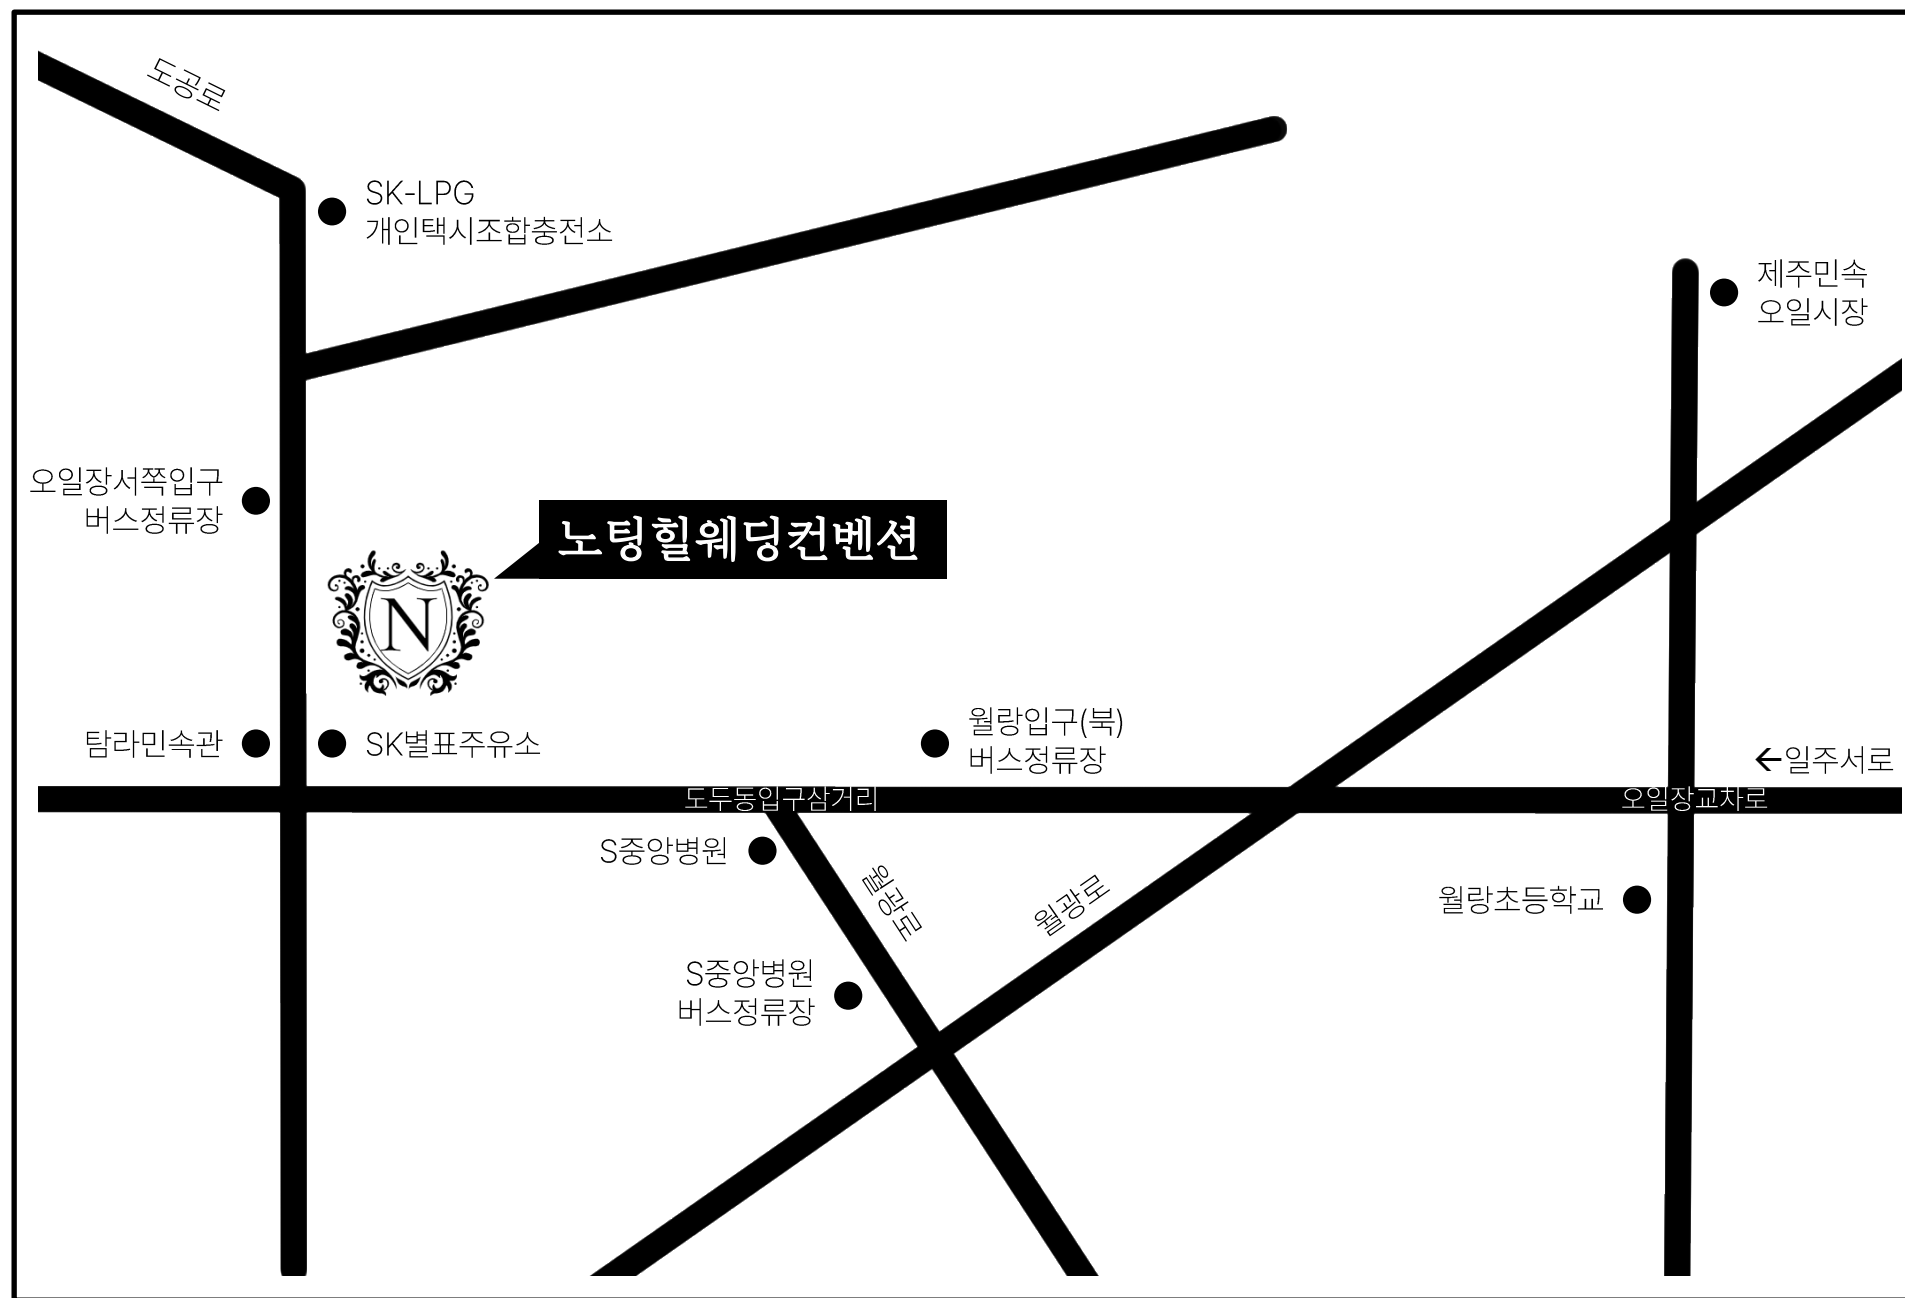 도공로
SK-LPG
개인택시조합충전소
제주민속
오일시장
오일장서쪽입구
버스정류장
노팅힐웨딩컨벤션
N
탐라민속관
SK별표주유소
월랑입구(북)
버스정류장
←일주서로
도두동입구삼거리
오일장교차로
S중앙병원
월광로
월광로
월랑초등학교
S중앙병원
버스정류장